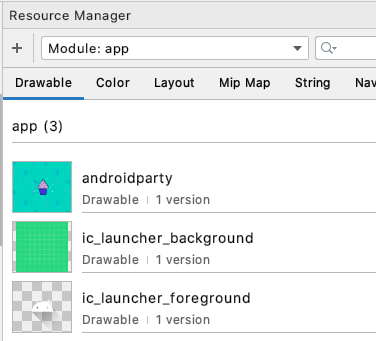 Resource Manager
Module: app
Drawable Color Layout Mip Map String Nav
app (3)
androidparty
Drawable | 1 version
ic_launcher_background
Drawable | 1 version
ic_launcher_foreground
Drawable | 1 version